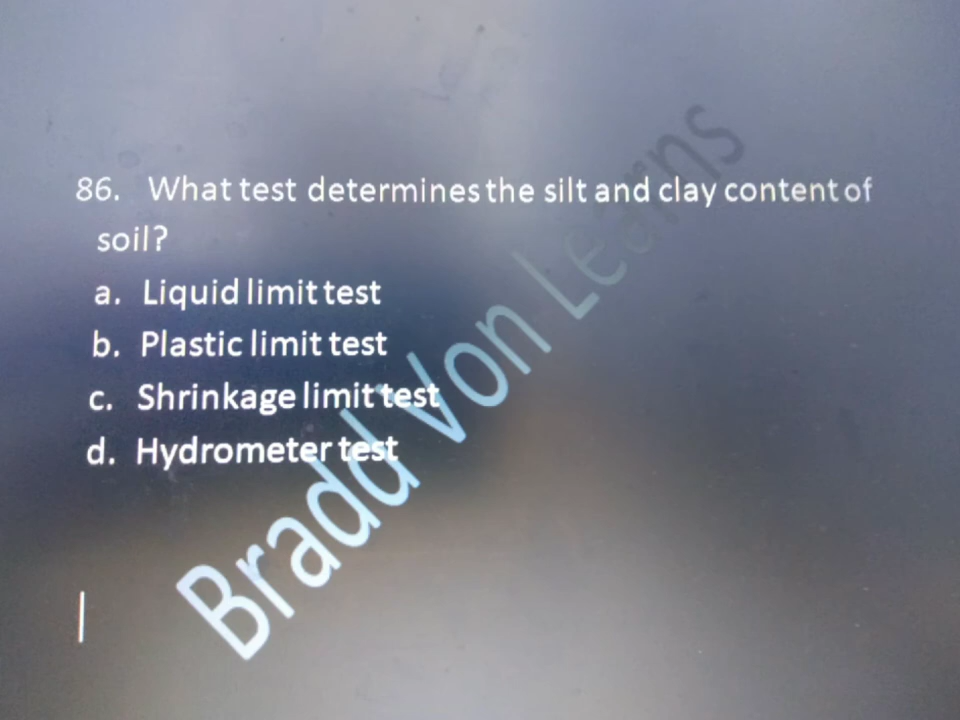 86. What test determines the silt and clay content of
soil?
a. Liquid limit test
b. Plastic limit test
c. Shrinkage limit test
d. Hydrometer test
Bradd Von Learns